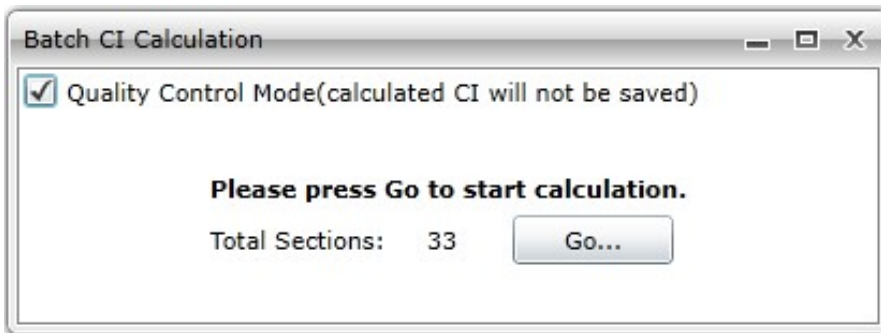 Batch CI Calculation
Quality Control Mode(calculated CI will not be saved)
Please press Go to start calculation.
Total Sections: 33 Go...